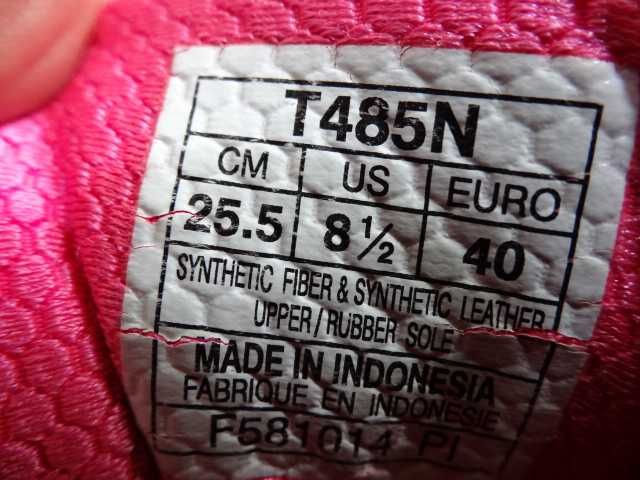 T485N
CM US EURO
25.5 8 1/2 40
SYNTHETIC FIBER & SYNTHETIC LEATHER
UPPER / RUBBER SOLE
MADE IN INDONESIA
FABRIQUE EN INDONESIE
F581014 PI